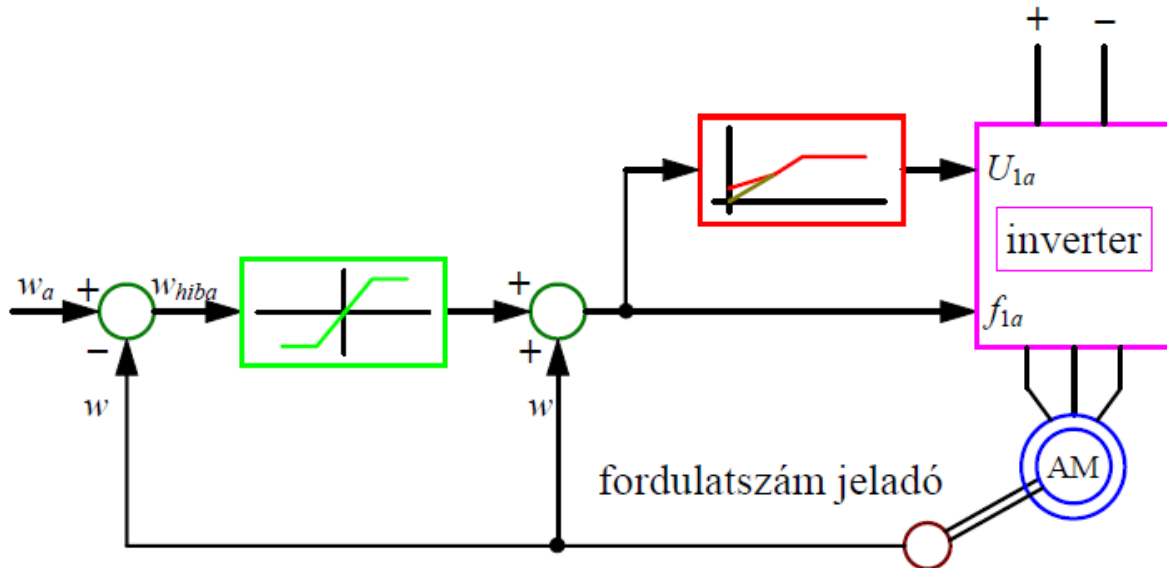 + −
U1a
inverter
wa + whiba + f1a
− +
w w
AM
fordulatszám jeladó